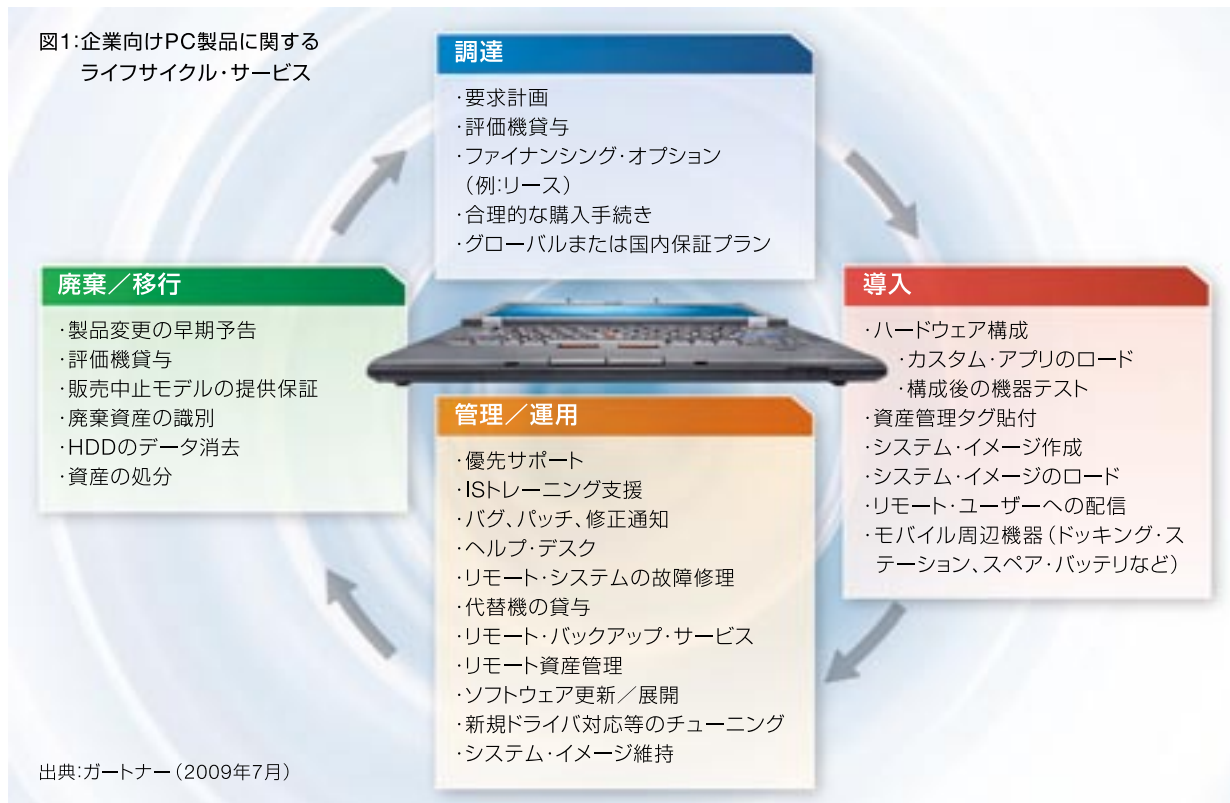 図1:企業向けPC製品に関する
ライフサイクル・サービス
調達
・要求計画
・評価機貸与
・ファイナンシング・オプション
（例:リース）
・合理的な購入手続き
・グローバルまたは国内保証プラン
導入
・ハードウェア構成
・カスタム・アプリのロード
・構成後の機器テスト
・資産管理タグ貼付
・システム・イメージ作成
・システム・イメージのロード
・リモート・ユーザーへの配信
・モバイル周辺機器（ドッキング・ス
テーション、スペア・バッテリなど）
管理／運用
・優先サポート
・ISトレーニング支援
・バグ、パッチ、修正通知
・ヘルプ・デスク
・リモート・システムの故障修理
・代替機の貸与
・リモート・バックアップ・サービス
・リモート資産管理
・ソフトウェア更新／展開
・新規ドライバ対応等のチューニング
・システム・イメージ維持
廃棄／移行
・製品変更の早期予告
・評価機貸与
・販売中止モデルの提供保証
・廃棄資産の識別
・HDDのデータ消去
・資産の処分
出典:ガートナー（2009年7月）